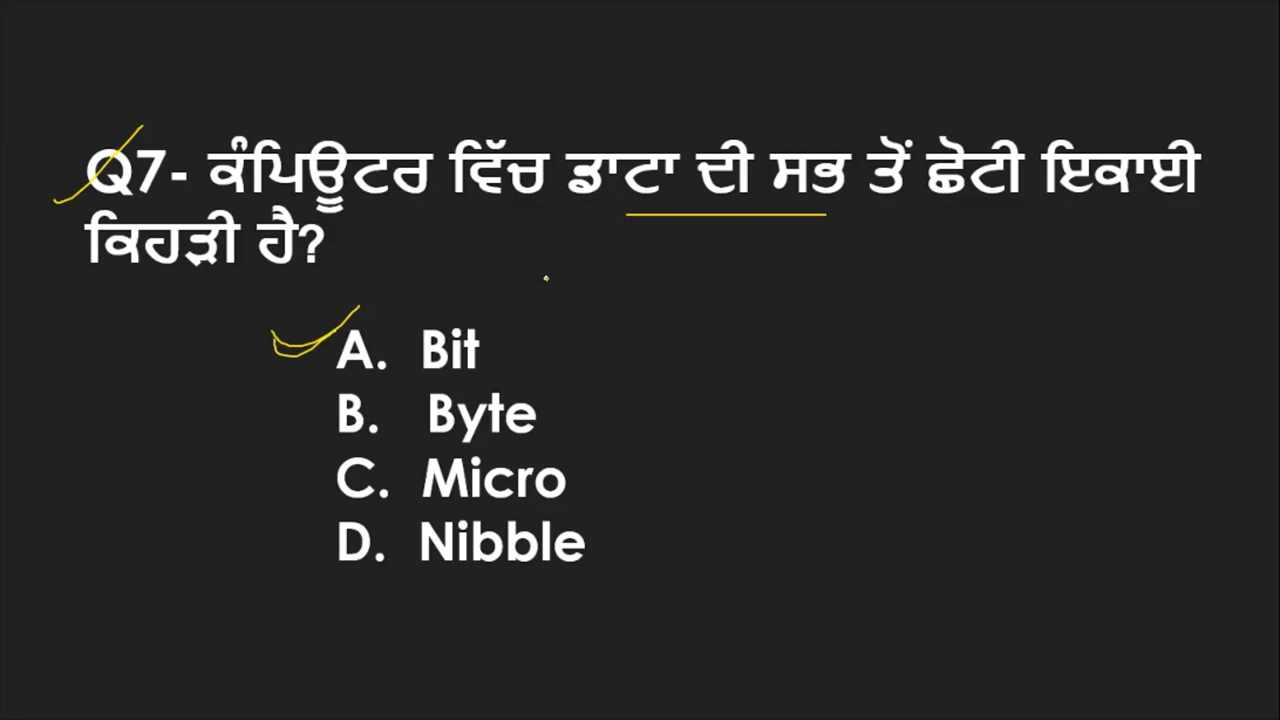 Q7- ਕੰਪਿਊਟਰ ਵਿੱਚ ਡਾਟਾ ਦੀ ਸਭ ਤੋਂ ਛੋਟੀ ਇਕਾਈ
ਕਿਹੜੀ ਹੈ?
A. Bit
B. Byte
C. Micro
D. Nibble